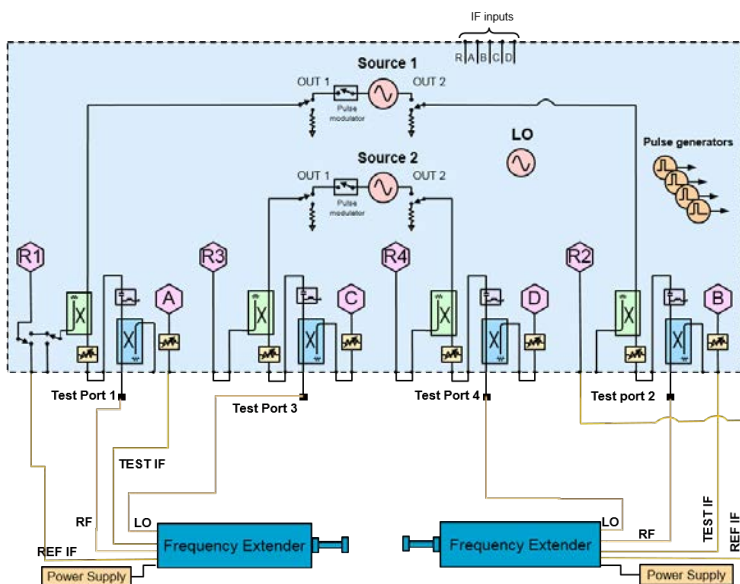 IF inputs
R A B C D
Source 1
OUT 1
OUT 2
Pulse
modulator
LO
Pulse generators
Source 2
OUT 1
OUT 2
Pulse
modulator
R1
A
R3
C
R4
D
R2
B
Test Port 1
Test Port 3
Test Port 4
Test port 2
TEST IF
RF
LO
REF IF
Frequency Extender
Power Supply
LO
RF
TEST IF
REF IF
Frequency Extender
Power Supply